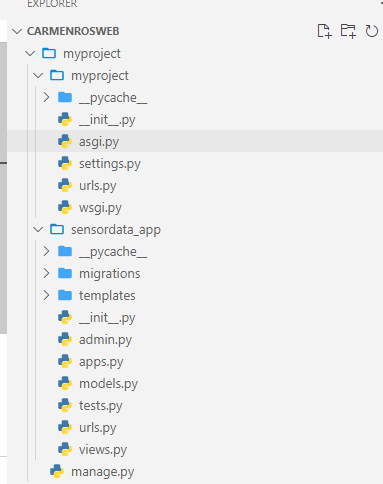 EXPLORER
CARMENROSWEB
myproject
myproject
__pycache__
__init__.py
asgi.py
settings.py
urls.py
wsgi.py
sensordata_app
__pycache__
migrations
templates
__init__.py
admin.py
apps.py
models.py
tests.py
urls.py
views.py
manage.py